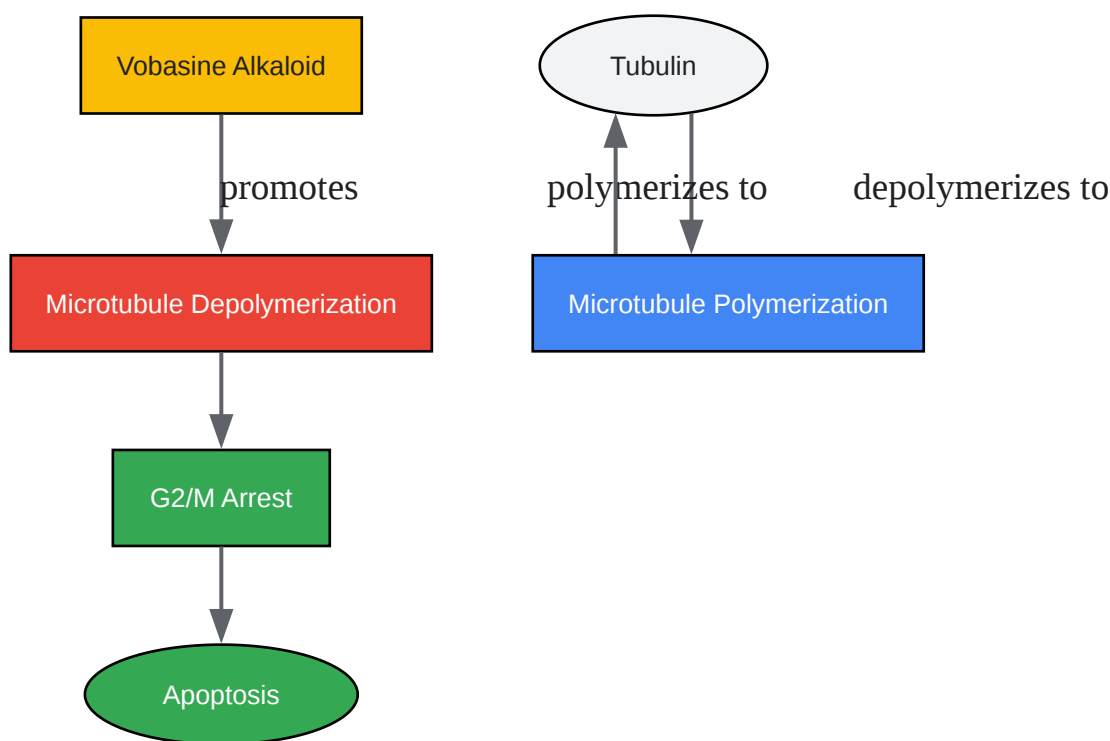 Vobasine Alkaloid
Tubulin
promotes
polymerizes to
depolymerizes to
Microtubule Depolymerization
Microtubule Polymerization
G2/M Arrest
Apoptosis